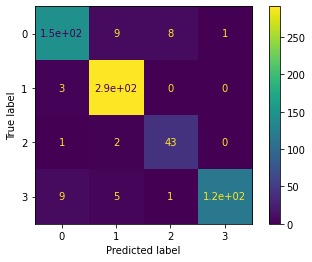 0 1.5e+02 9 8 1 250
1 3 2.9e+02 0 0 200
150
2 1 2 43 0 100
50
3 9 5 1 1.2e+02 0
0 1 2 3
True label
Predicted label